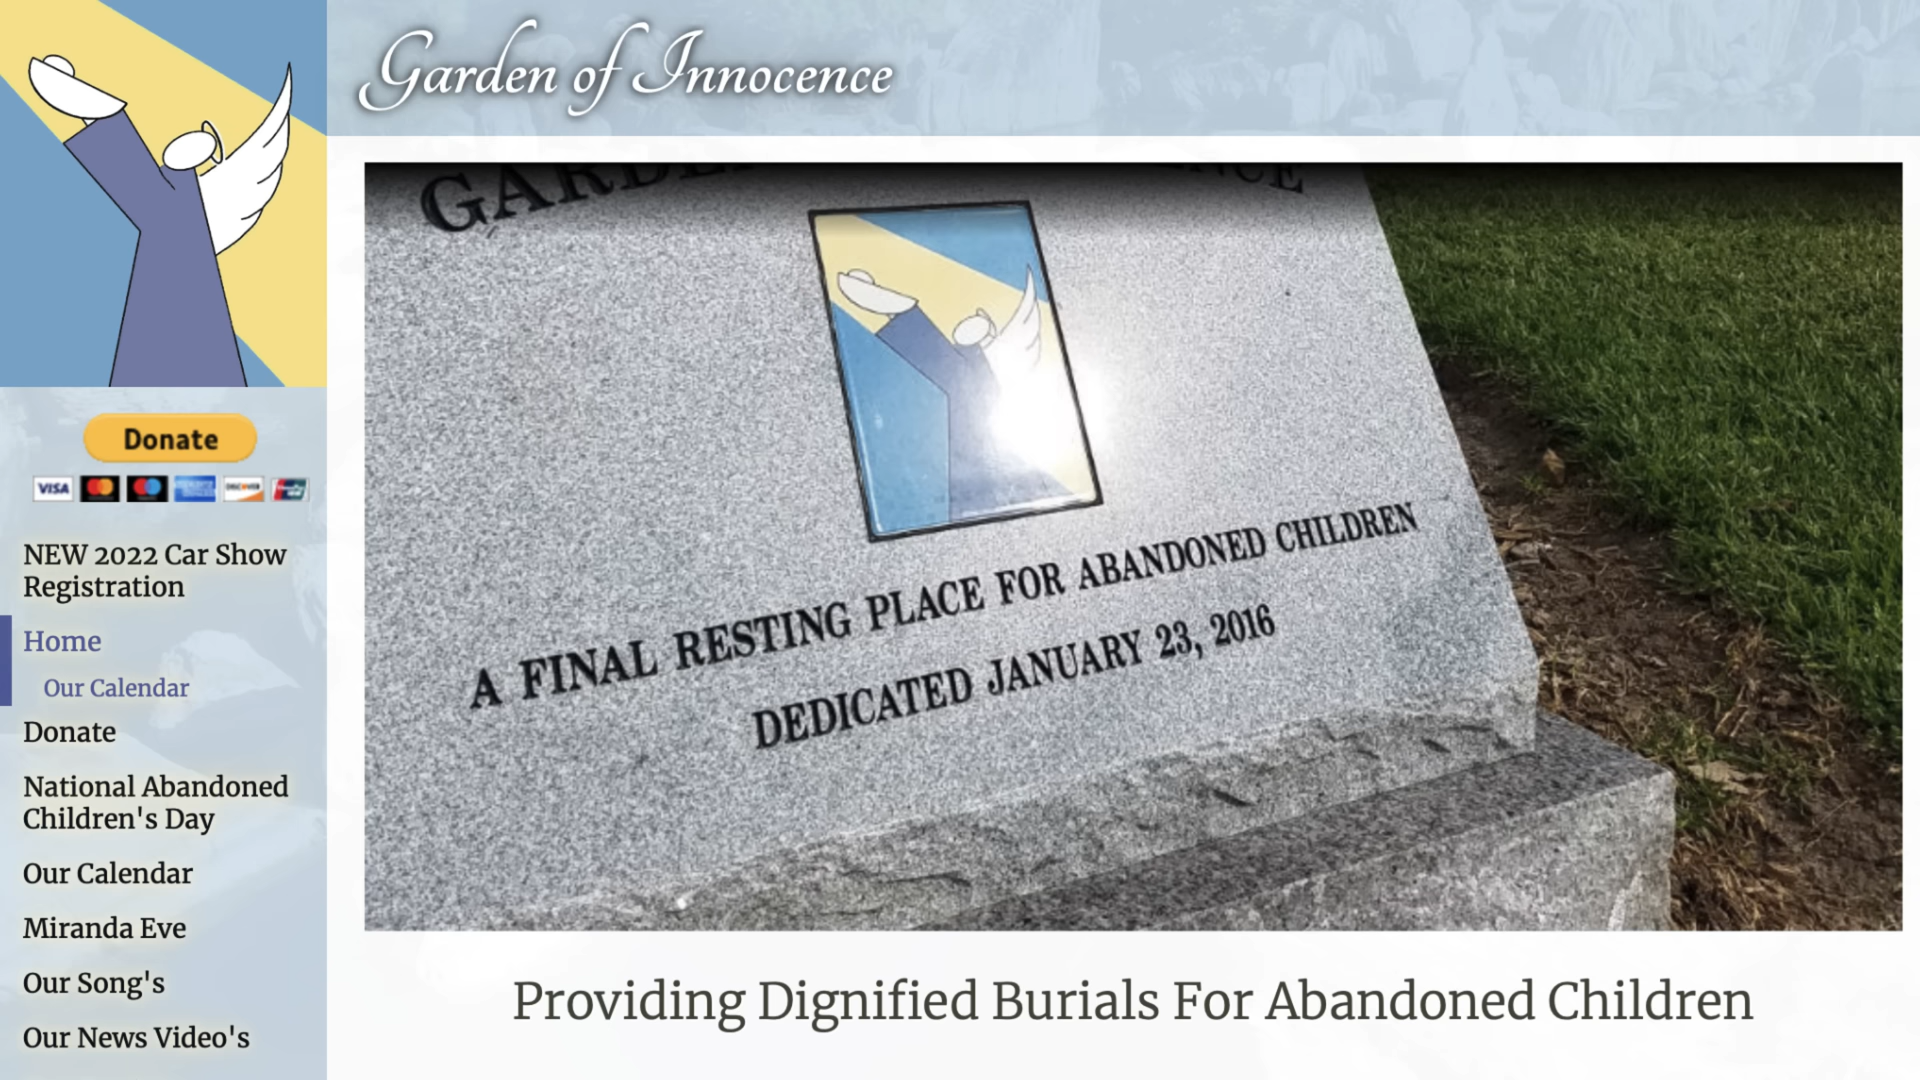 Garden of Innocence
Donate
VISA
DISCOVER
NEW 2022 Car Show
Registration
Home
Our Calendar
Donate
National Abandoned
Children's Day
Our Calendar
Miranda Eve
Our Song's
Our News Video's
A FINAL RESTING PLACE FOR ABANDONED CHILDREN
DEDICATED JANUARY 23, 2016
Providing Dignified Burials For Abandoned Children